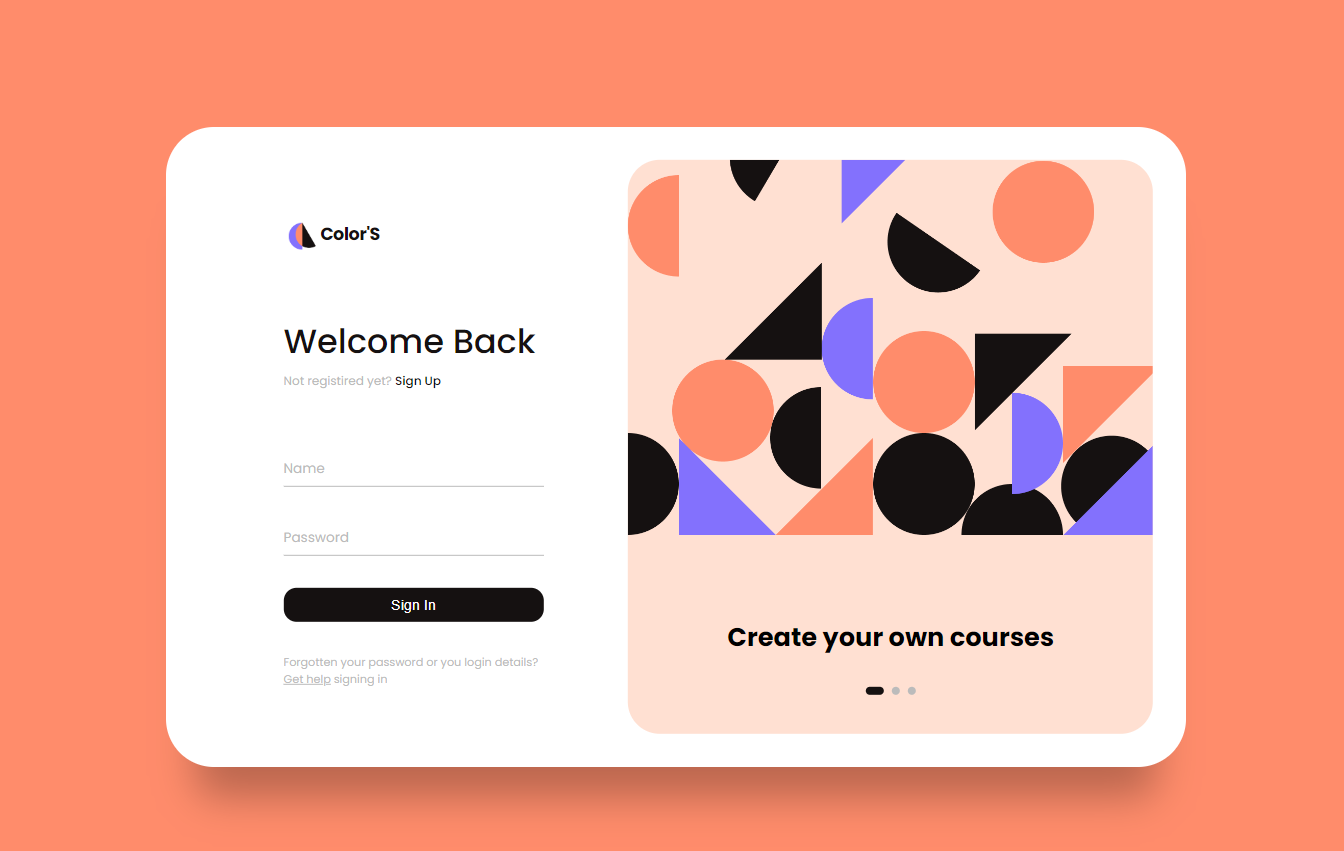 Color'S
Welcome Back
Not registired yet? Sign Up
Name
Password
Sign In
Forgotten your password or you login details?
Get help signing in
Create your own courses